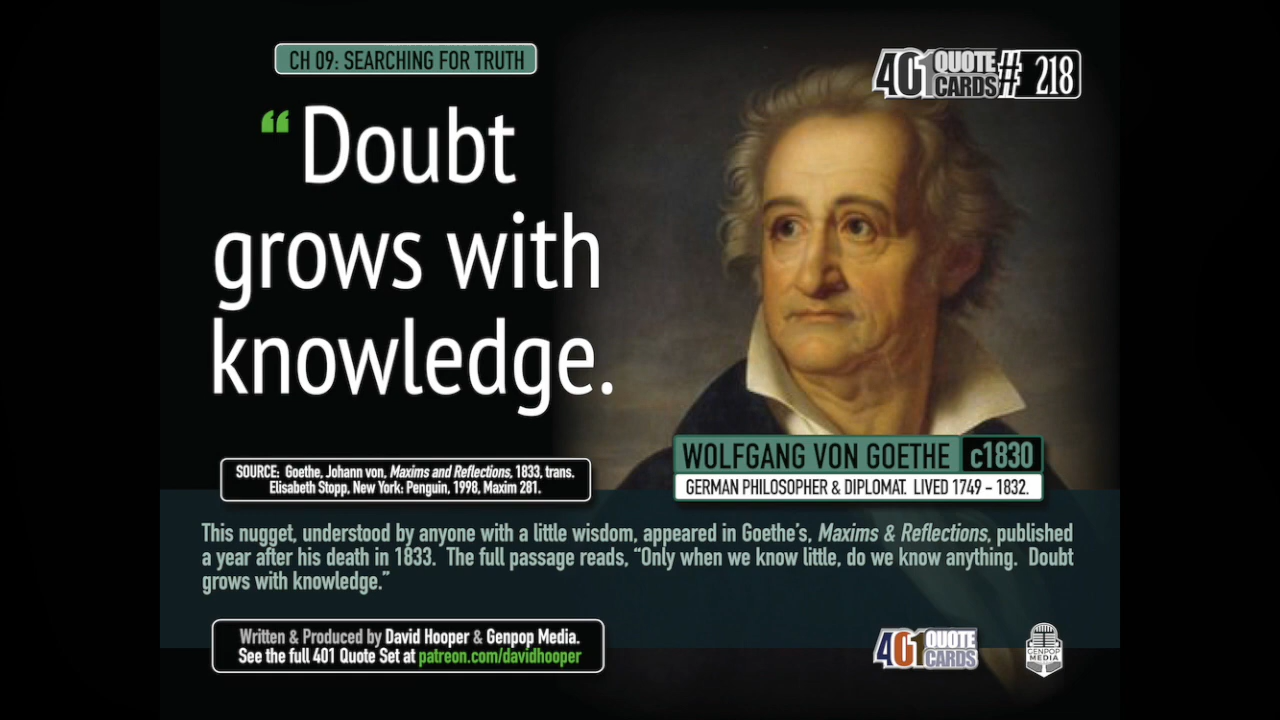 CH 09: SEARCHING FOR TRUTH
401 QUOTE CARDS # 218
“Doubt
grows with
knowledge.
WOLFGANG VON GOETHE c1830
GERMAN PHILOSOPHER & DIPLOMAT. LIVED 1749 – 1832.
SOURCE: Goethe, Johann von, Maxims and Reflections, 1833, trans.
Elisabeth Stopp, New York: Penguin, 1998, Maxim 281.
This nugget, understood by anyone with a little wisdom, appeared in Goethe’s, Maxims & Reflections, published
a year after his death in 1833. The full passage reads, “Only when we know little, do we know anything. Doubt
grows with knowledge.”
Written & Produced by David Hooper & Genpop Media.
See the full 401 Quote Set at patreon.com/davidhooper
401 QUOTE CARDS
GENPOP
MEDIA